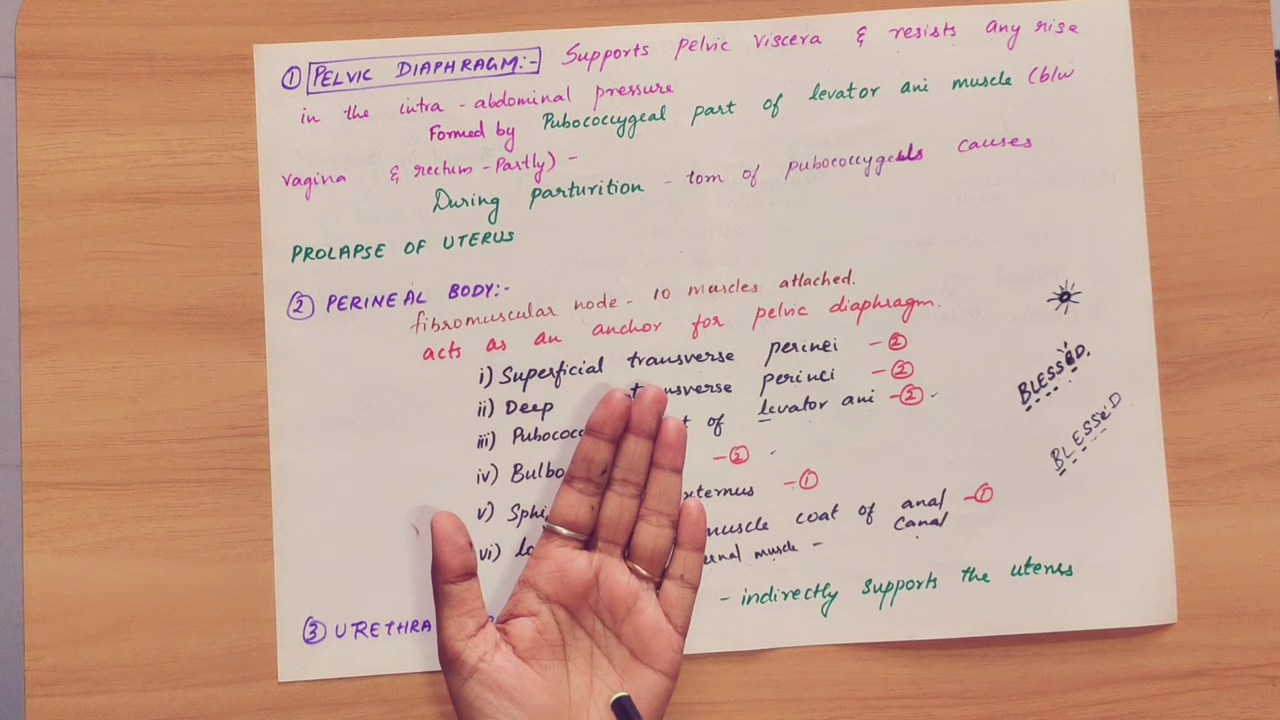 ① PELVIC DIAPHRAGM:- Supports pelvic viscera & resists any rise
in the intra - abdominal pressure
Formed by Pubococcygeal part of levator ani muscle (b/w
vagina & rectum - Partly) -
During parturition - torn of pubococcygeus causes
PROLAPSE OF UTERUS
② PERINEAL BODY:-
fibromuscular node - 10 muscles attached.
acts as an anchor for pelvic diaphragm.
i) Superficial transverse perinei - ②
ii) Deep transverse perinei - ②
iii) Pubococc of levator ani - ②
iv) Bulbo - ②
v) Sphi xternus - ①
vi) lo muscle coat of anal - ①
canal
muscle -
③ URETHRA - indirectly supports the uterus
BLESSED.
BLESSED